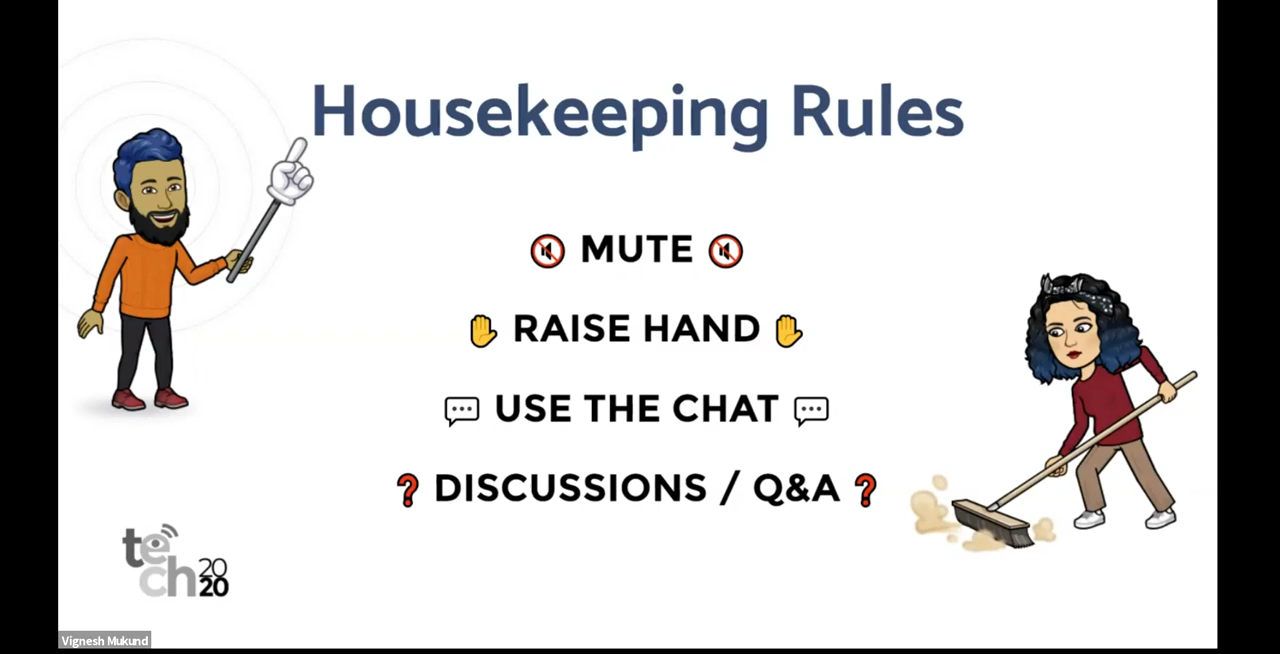 Housekeeping Rules
MUTE
RAISE HAND
USE THE CHAT
❓ DISCUSSIONS / Q&A ❓
tech
2020
Vignesh Mukund